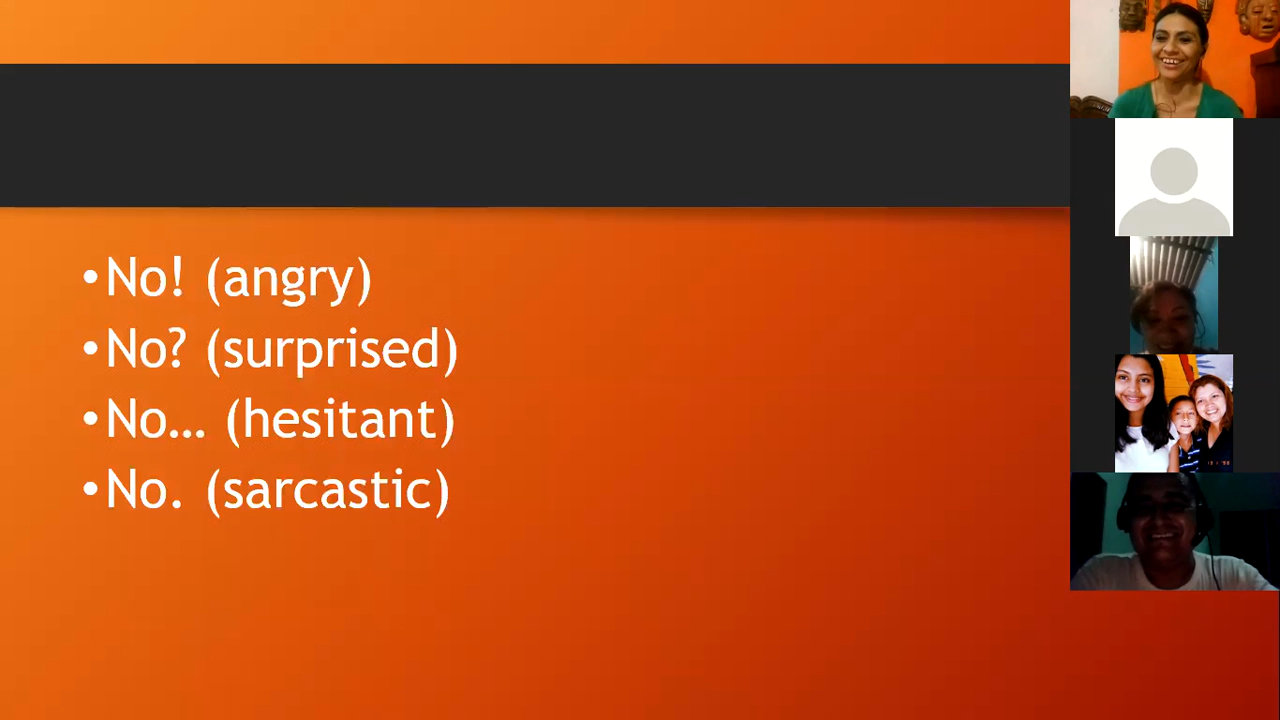 •No! (angry)
•No? (surprised)
•No... (hesitant)
•No. (sarcastic)